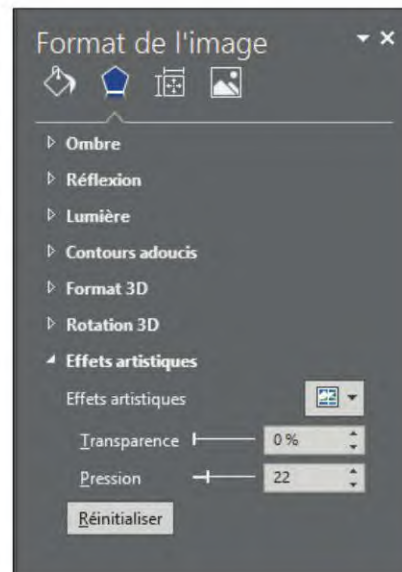 Format de l'image
Ombre
Réflexion
Lumière
Contours adoucis
Format 3D
Rotation 3D
Effets artistiques
Effets artistiques
Transparence 0 %
Pression 22
Réinitialiser